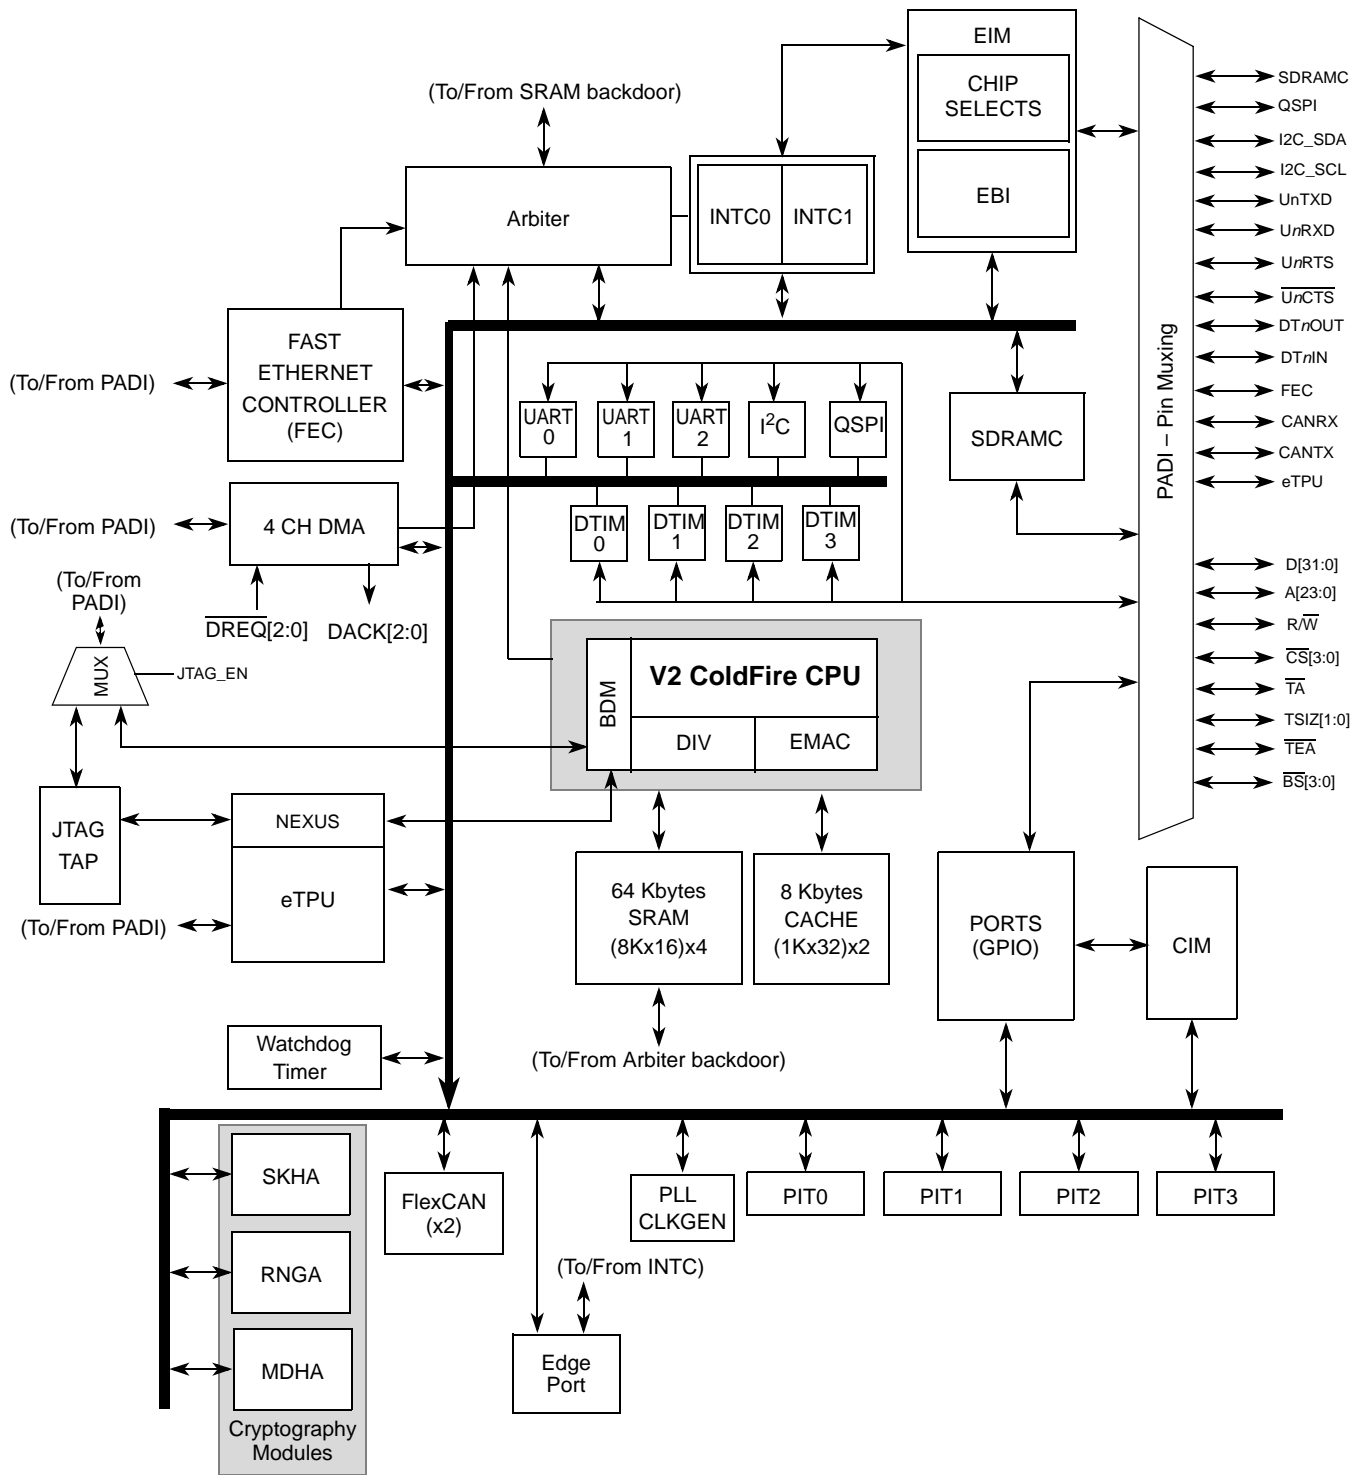 EIM
CHIP
SELECTS
EBI
(To/From SRAM backdoor)
Arbiter
INTC0
INTC1
SDRAMC
QSPI
I2C_SDA
I2C_SCL
UnTXD
UnRXD
UnRTS
UnCTS
DTnOUT
DTnIN
FEC
CANRX
CANTX
eTPU
D[31:0]
A[23:0]
R/W
CS[3:0]
TA
TSIZ[1:0]
TEA
BS[3:0]
PADI – Pin Muxing
FAST
ETHERNET
CONTROLLER
(FEC)
(To/From PADI)
UART
0
UART
1
UART
2
I²C
QSPI
SDRAMC
4 CH DMA
(To/From PADI)
DTIM
0
DTIM
1
DTIM
2
DTIM
3
(To/From
PADI)
DREQ[2:0]
DACK[2:0]
MUX
JTAG_EN
BDM
V2 ColdFire CPU
DIV
EMAC
JTAG
TAP
NEXUS
eTPU
(To/From PADI)
64 Kbytes
SRAM
(8Kx16)x4
8 Kbytes
CACHE
(1Kx32)x2
PORTS
(GPIO)
CIM
Watchdog
Timer
(To/From Arbiter backdoor)
SKHA
RNGA
MDHA
Cryptography
Modules
FlexCAN
(x2)
PLL
CLKGEN
PIT0
PIT1
PIT2
PIT3
(To/From INTC)
Edge
Port